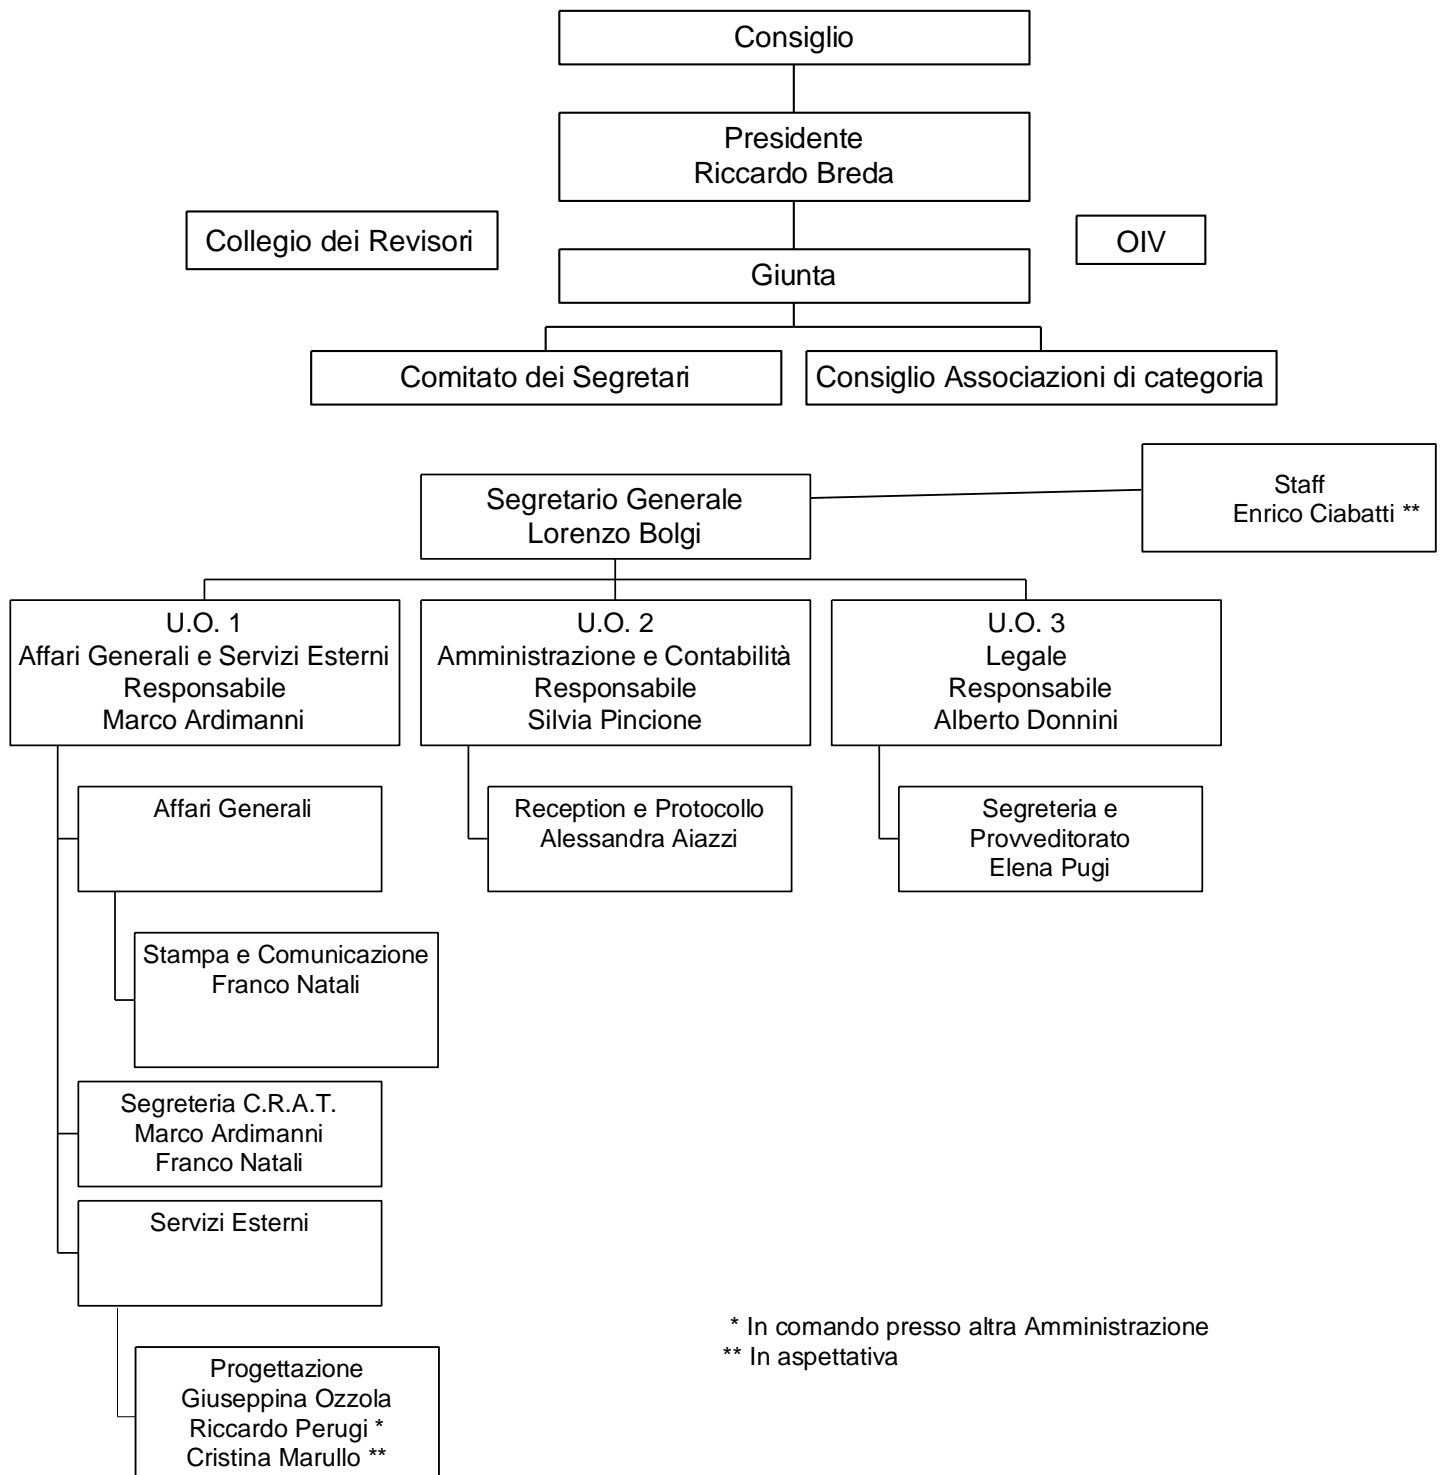 Consiglio
Presidente
Riccardo Breda
Collegio dei Revisori
OIV
Giunta
Comitato dei Segretari
Consiglio Associazioni di categoria
Segretario Generale
Lorenzo Bolgi
Staff
Enrico Ciabatti **
U.O. 1
Affari Generali e Servizi Esterni
Responsabile
Marco Ardimanni
U.O. 2
Amministrazione e Contabilità
Responsabile
Silvia Pincione
U.O. 3
Legale
Responsabile
Alberto Donnini
Affari Generali
Reception e Protocollo
Alessandra Aiazzi
Segreteria e
Provveditorato
Elena Pugi
Stampa e Comunicazione
Franco Natali
Segreteria C.R.A.T.
Marco Ardimanni
Franco Natali
Servizi Esterni
Progettazione
Giuseppina Ozzola
Riccardo Perugi *
Cristina Marullo **
* In comando presso altra Amministrazione
** In aspettativa